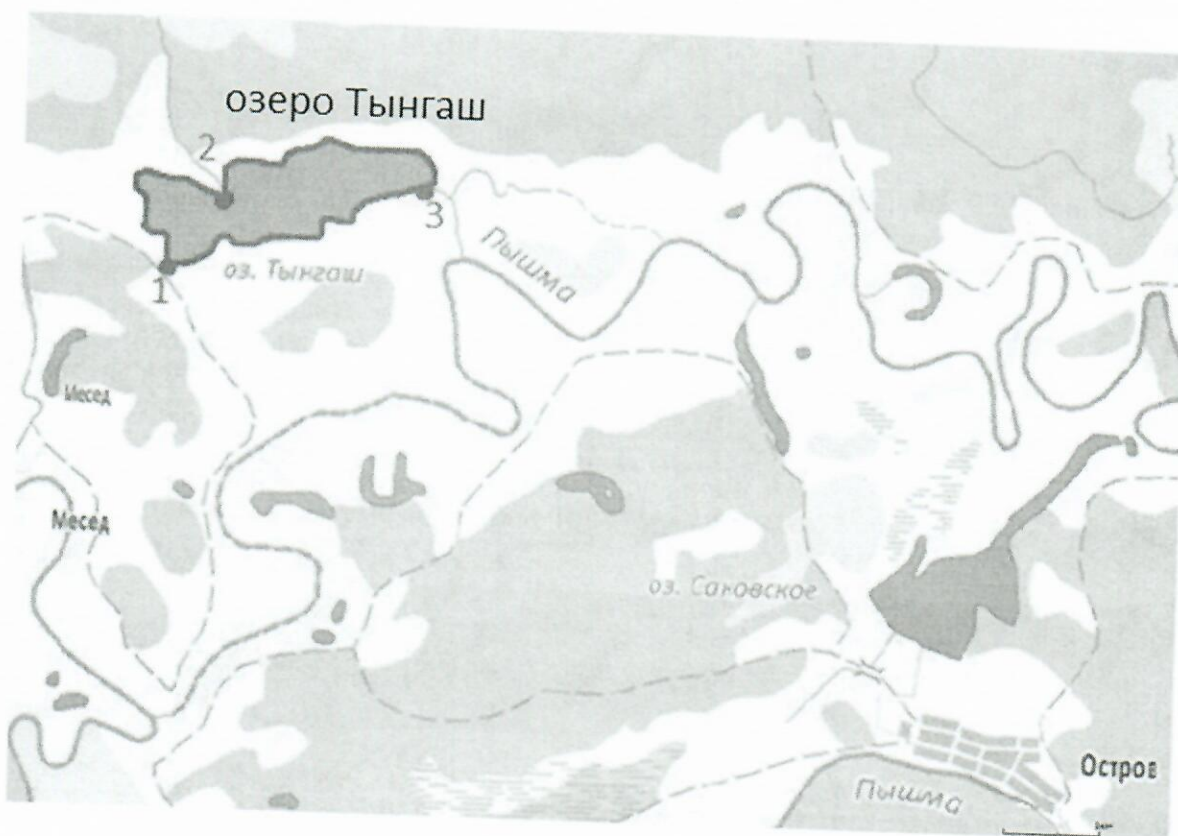 озеро Тынгаш
2
3
Пышма
оз. Тынгаш
1
Месед
Месед
оз. Саковское
Остров
Пышма